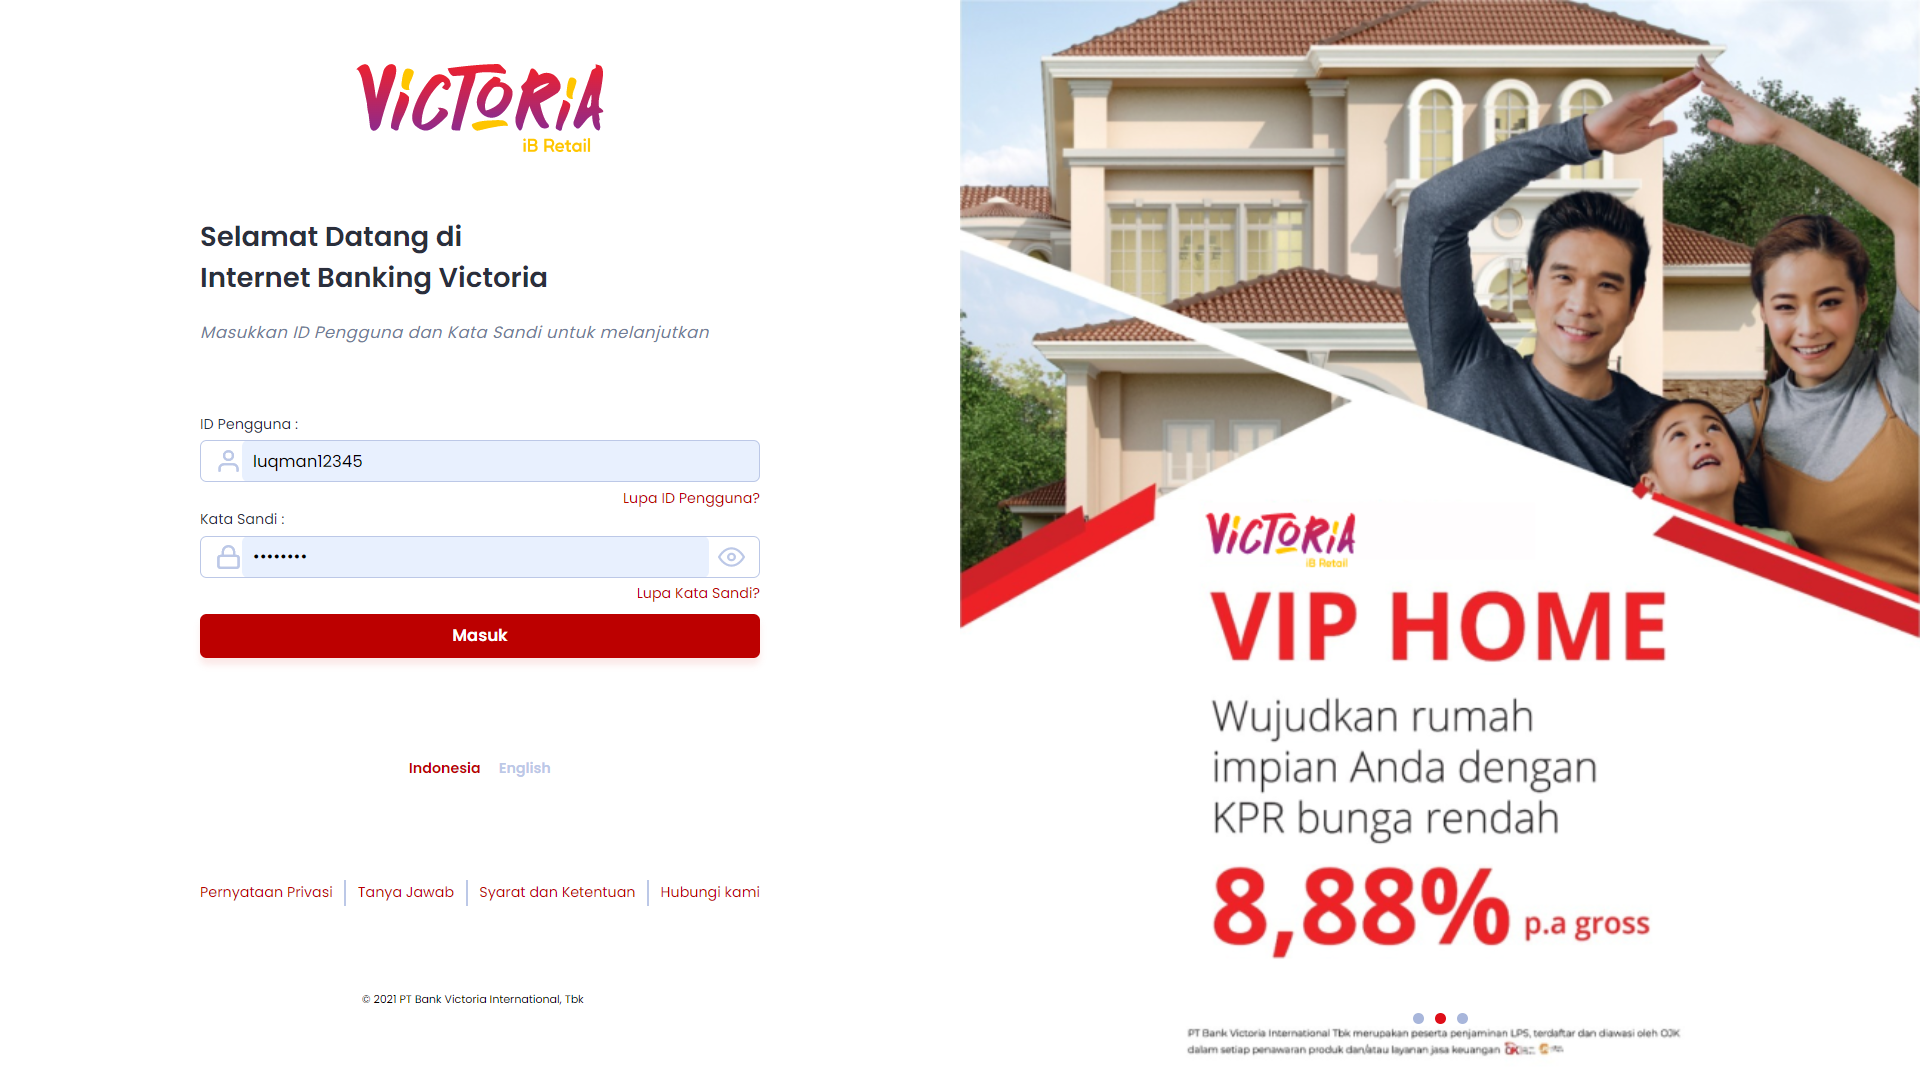 VICTORIA
iB Retail
Selamat Datang di
Internet Banking Victoria
Masukkan ID Pengguna dan Kata Sandi untuk melanjutkan
ID Pengguna :
luqman12345
Lupa ID Pengguna?
Kata Sandi :
••••••••
Lupa Kata Sandi?
Masuk
Indonesia English
Pernyataan Privasi Tanya Jawab Syarat dan Ketentuan Hubungi kami
© 2021 PT Bank Victoria International, Tbk
VICTORIA
iB Retail
VIP HOME
Wujudkan rumah
impian Anda dengan
KPR bunga rendah
8,88% p.a gross
PT Bank Victoria International Tbk merupakan peserta penjaminan LPS, terdaftar dan diawasi oleh OJK
dalam setiap penawaran produk dan/atau layanan jasa keuangan